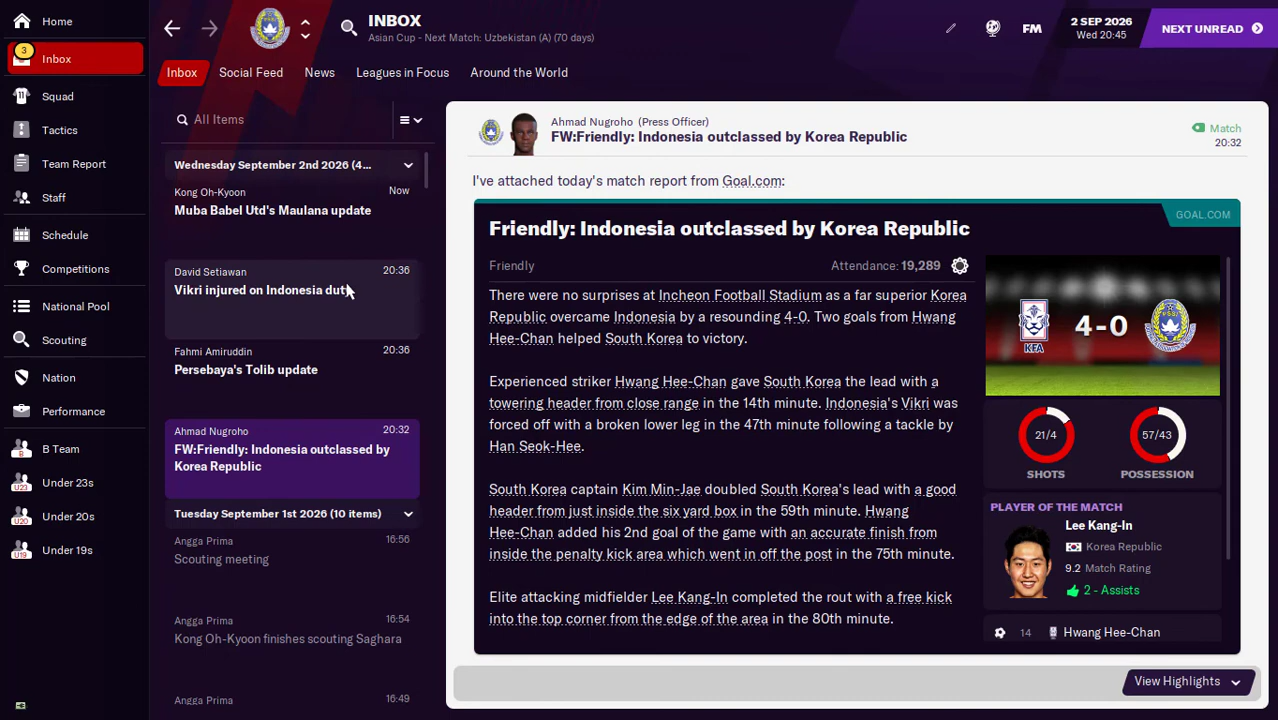 Home
3
Inbox
Squad
Tactics
Team Report
Staff
Schedule
Competitions
National Pool
Scouting
Nation
Performance
B Team
Under 23s
Under 20s
Under 19s
INBOX
Asian Cup - Next Match: Uzbekistan (A) (70 days)
FM
2 SEP 2026
Wed 20:45
NEXT UNREAD
Inbox
Social Feed
News
Leagues in Focus
Around the World
All Items
Wednesday September 2nd 2026 (4...
Kong Oh-Kyoon
Now
Muba Babel Utd's Maulana update
David Setiawan
20:36
Vikri injured on Indonesia duty
Fahmi Amiruddin
20:36
Persebaya's Tolib update
Ahmad Nugroho
20:32
FW:Friendly: Indonesia outclassed by
Korea Republic
Tuesday September 1st 2026 (10 items)
Angga Prima
16:56
Scouting meeting
Angga Prima
16:54
Kong Oh-Kyoon finishes scouting Saghara
Angga Prima
16:49
Ahmad Nugroho (Press Officer)
FW:Friendly: Indonesia outclassed by Korea Republic
Match
20:32
I've attached today's match report from Goal.com:
GOAL.COM
Friendly: Indonesia outclassed by Korea Republic
Friendly
Attendance: 19,289
There were no surprises at Incheon Football Stadium as a far superior Korea
Republic overcame Indonesia by a resounding 4-0. Two goals from Hwang
Hee-Chan helped South Korea to victory.
Experienced striker Hwang Hee-Chan gave South Korea the lead with a
towering header from close range in the 14th minute. Indonesia's Vikri was
forced off with a broken lower leg in the 47th minute following a tackle by
Han Seok-Hee.
South Korea captain Kim Min-Jae doubled South Korea's lead with a good
header from just inside the six yard box in the 59th minute. Hwang
Hee-Chan added his 2nd goal of the game with an accurate finish from
inside the penalty kick area which went in off the post in the 75th minute.
Elite attacking midfielder Lee Kang-In completed the rout with a free kick
into the top corner from the edge of the area in the 80th minute.
KFA
4-0
21/4
SHOTS
57/43
POSSESSION
PLAYER OF THE MATCH
Lee Kang-In
Korea Republic
9.2 Match Rating
2 - Assists
14
Hwang Hee-Chan
View Highlights